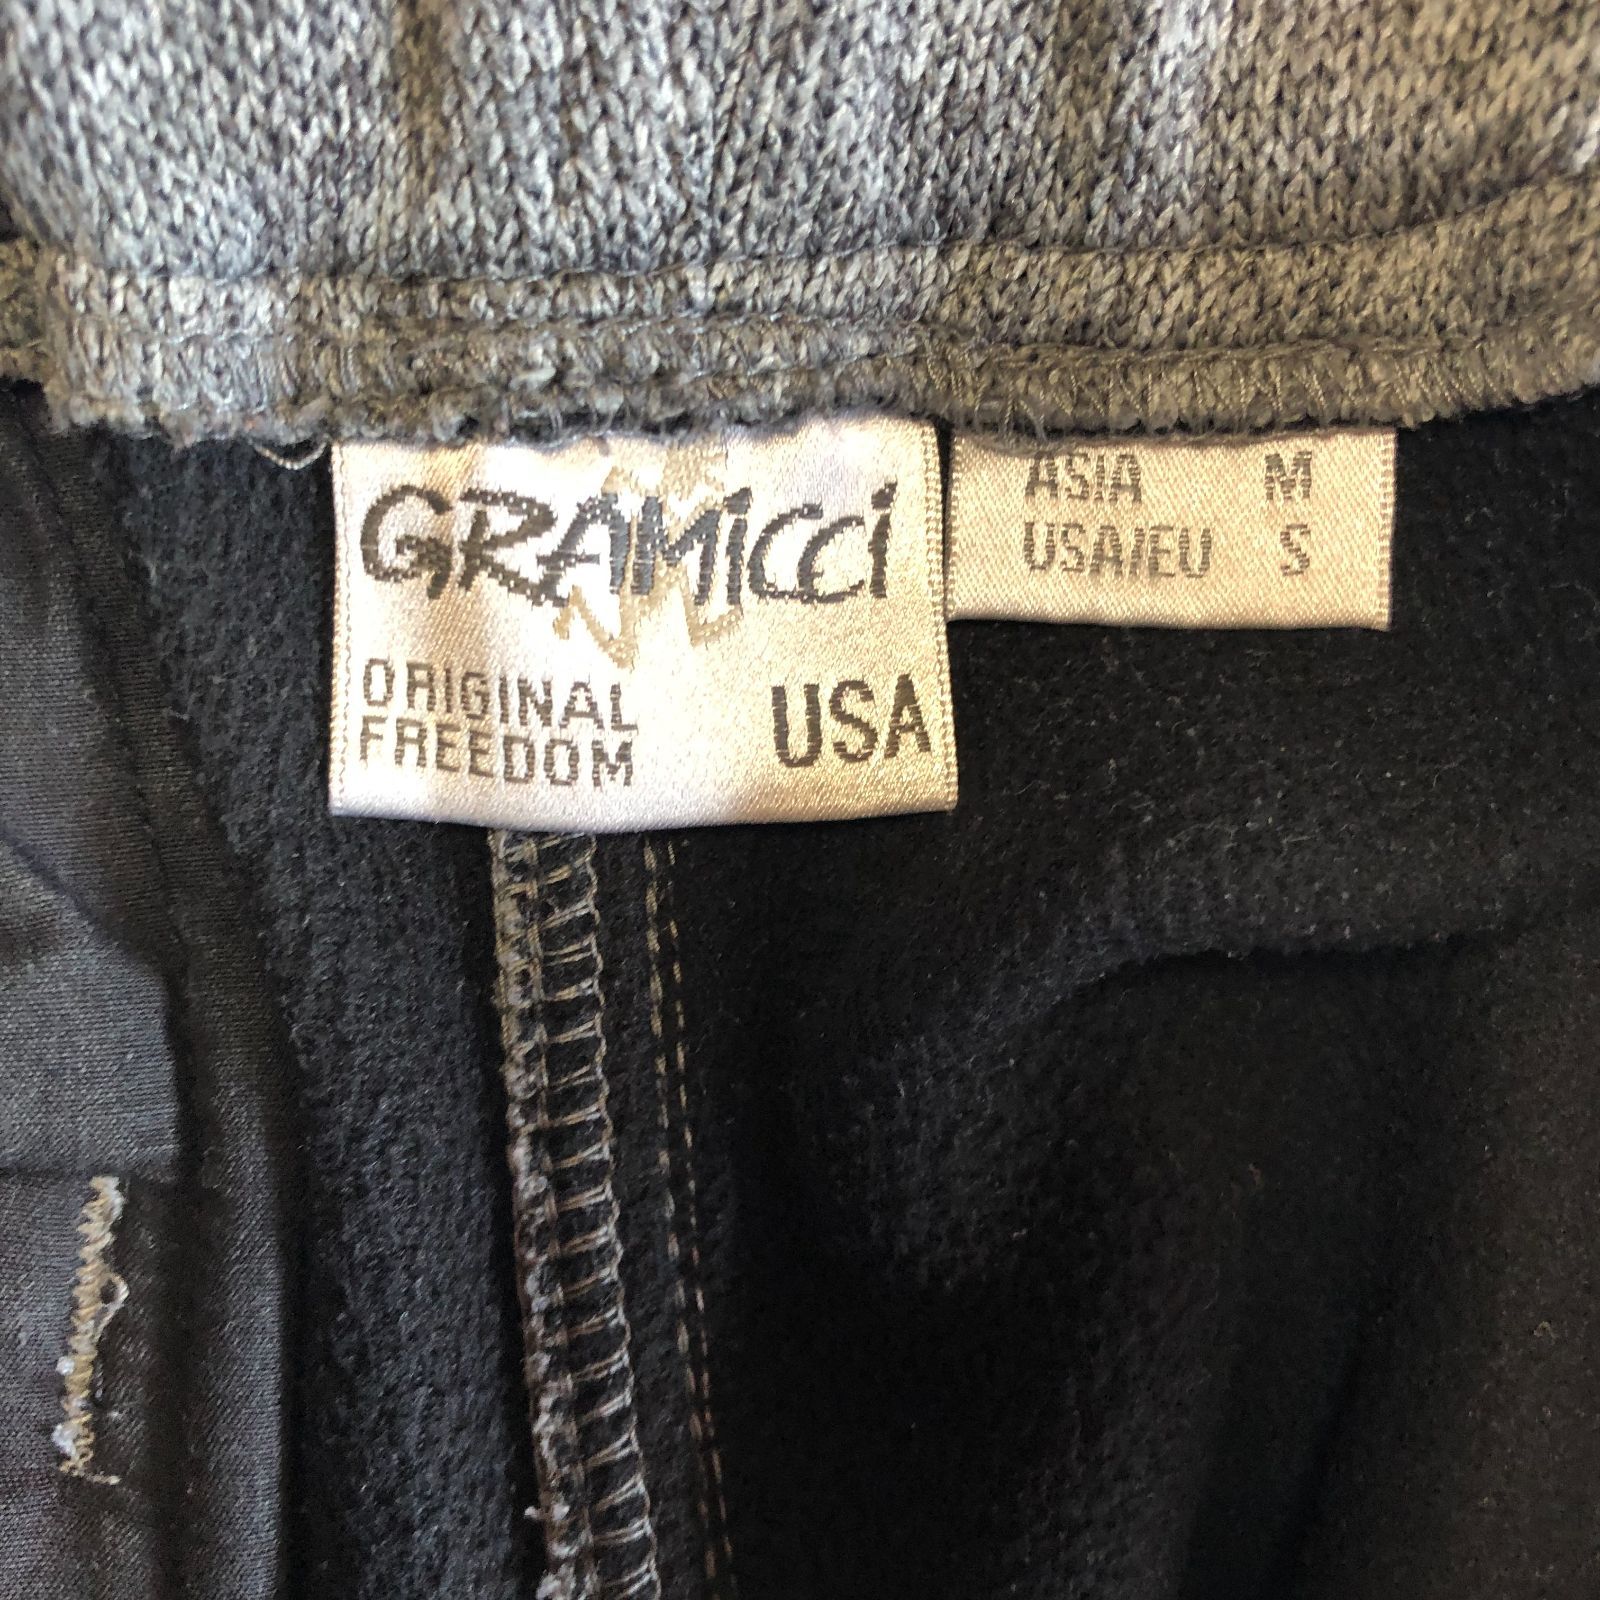 GRAMicci
ORIGINAL
FREEDOM
USA
ASIA M
USA/EU S